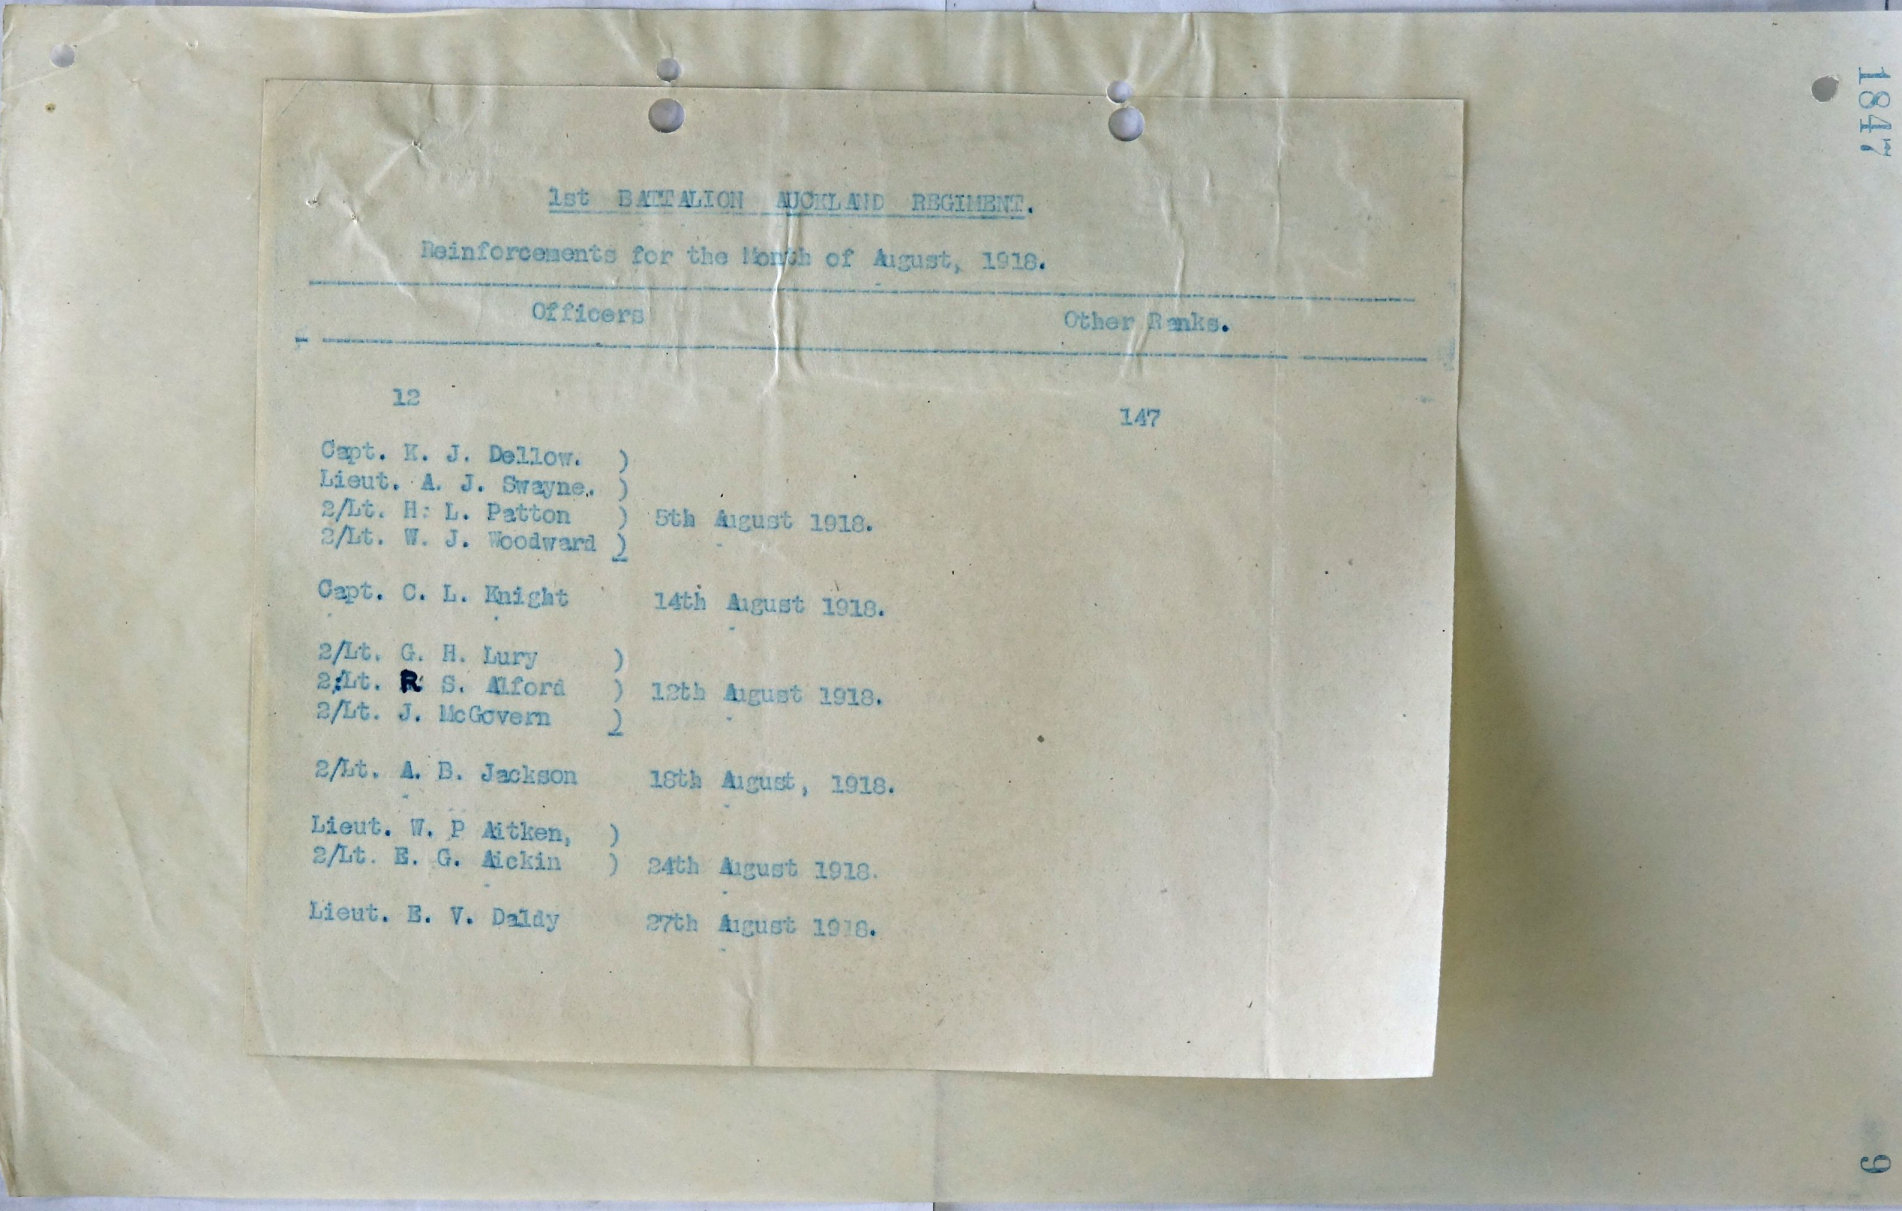 1847
1st BATTALION AUCKLAND REGIMENT.
Reinforcements for the Month of August, 1918.
Officers Other Ranks.
12 147
Capt. K. J. Dellow. )
Lieut. A. J. Swayne. )
2/Lt. H. L. Patton ) 5th August 1918.
2/Lt. W. J. Woodward )
Capt. C. L. Knight 14th August 1918.
2/Lt. G. H. Lury )
2/Lt. R S. Alford ) 12th August 1918.
2/Lt. J. McGovern )
2/Lt. A. B. Jackson 18th August, 1918.
Lieut. W. P Aitken, )
2/Lt. E. G. Aickin ) 24th August 1918.
Lieut. E. V. Daldy 27th August 1918.
9